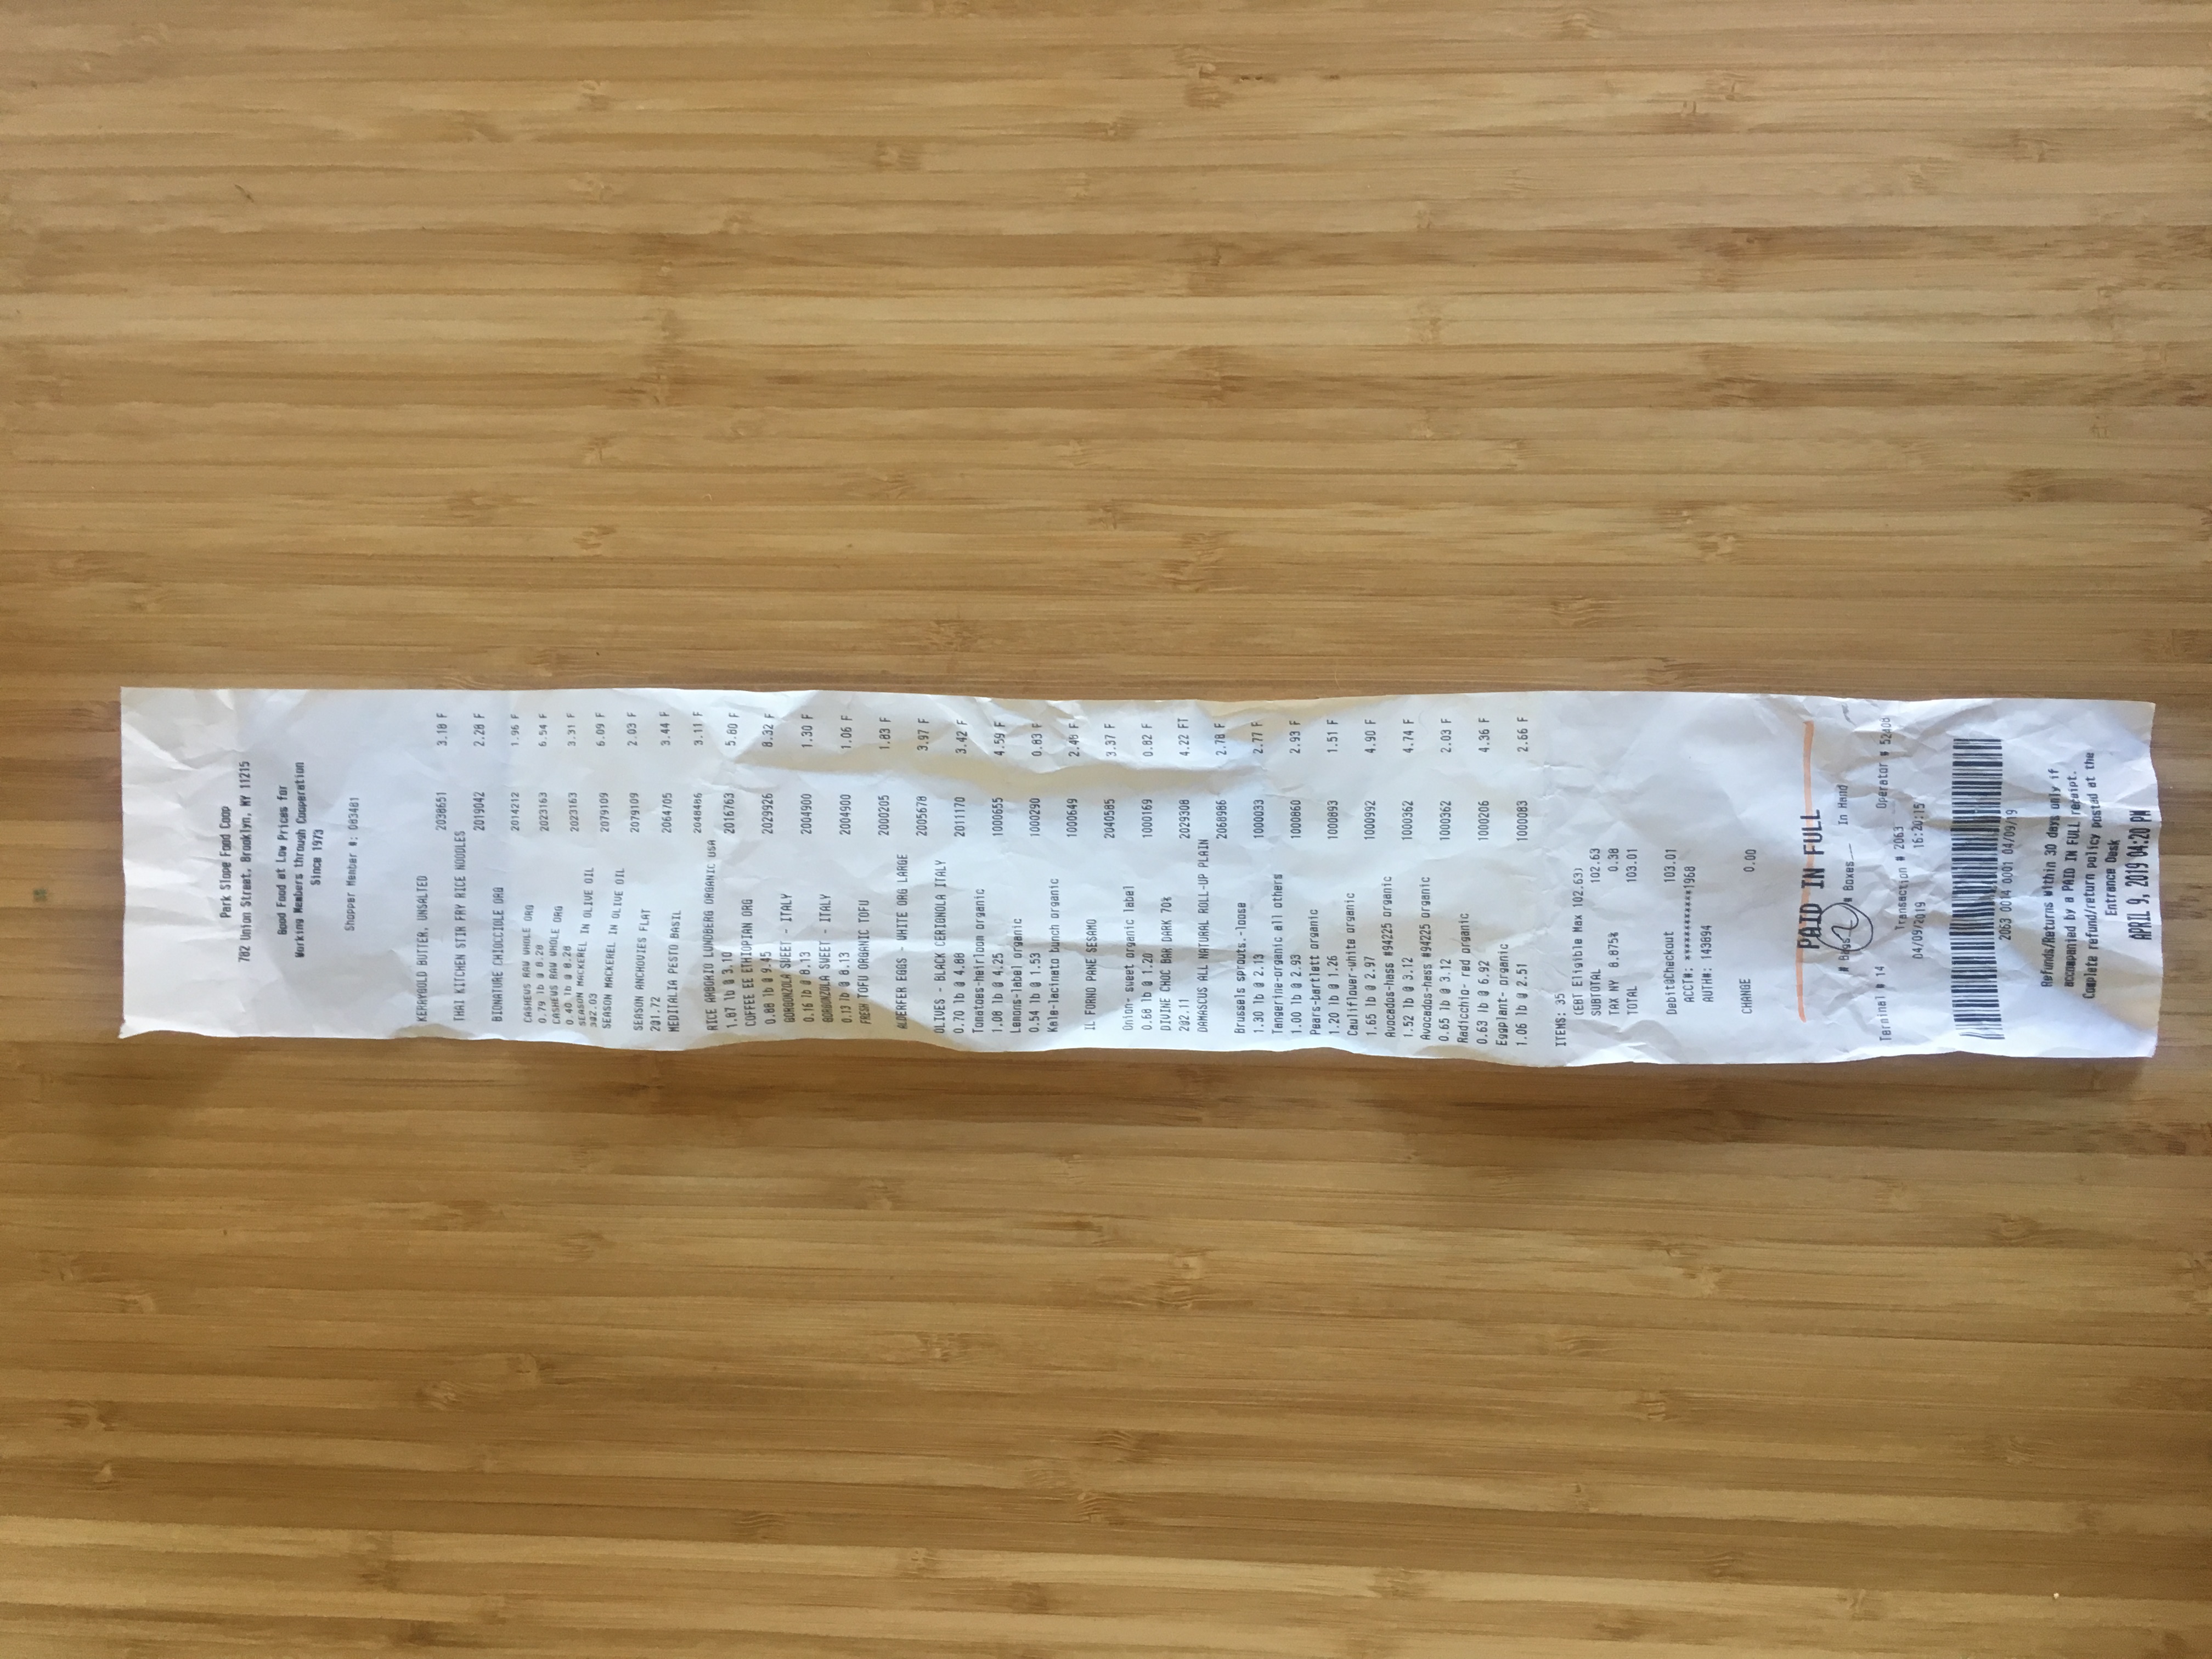 Park Slope Food Coop
782 Union Street, Brooklyn, NY 11215
Good Food at Low Prices for
Working Members through Cooperation
Since 1973
Shopper Member #: 083481
KERRYGOLD BUTTER, UNSALTED
2038651 3.18 F
THAI KITCHEN STIR FRY RICE NOODLES
2019042 2.28 F
BIONATURE CHIOCCIOLE ORG
2014212 1.96 F
CASHEWS RAW WHOLE ORG
0.79 lb @ 8.28 2023163 6.54 F
CASHEWS RAW WHOLE ORG
0.40 lb @ 8.28 2023163 3.31 F
SEASON MACKEREL IN OLIVE OIL
3@2.03 2079109 6.09 F
SEASON MACKEREL IN OLIVE OIL
2079109 2.03 F
SEASON ANCHOVIES FLAT
2@1.72 2064705 3.44 F
MEDITALIA PESTO BASIL
2048486 3.11 F
RICE ARBORIO LUNDBERG ORGANIC USA
1.87 lb @ 3.10 2016763 5.80 F
COFFEE EE ETHIOPIAN ORG
0.88 lb @ 9.45 2029926 8.32 F
GORGONZOLA SWEET - ITALY
0.16 lb @ 8.13 2004900 1.30 F
GORGONZOLA SWEET - ITALY
0.13 lb @ 8.13 2004900 1.06 F
FRESH TOFU ORGANIC TOFU
2000205 1.83 F
ALDERFER EGGS - WHITE ORG LARGE
2005678 3.97 F
OLIVES - BLACK CERIGNOLA ITALY
0.70 lb @ 4.88 2011170 3.42 F
Tomatoes-heirloom organic
1.08 lb @ 4.25 1000655 4.59 F
Lemons-label organic
0.54 lb @ 1.53 1000290 0.83 F
Kale-lacinato bunch organic
1000649 2.48 F
IL FORNO PANE SESAMO
2040585 3.37 F
Onion- sweet organic label
0.68 lb @ 1.20 1000169 0.82 F
DIVINE CHOC BAR DARK 70%
2@2.11 2029308 4.22 FT
DAMASCUS ALL NATURAL ROLL-UP PLAIN
2068986 2.78 F
Brussels sprouts.-loose
1.30 lb @ 2.13 1000033 2.77 F
Tangerine-organic all others
1.00 lb @ 2.93 1000860 2.93 F
Pears-bartlett organic
1.20 lb @ 1.26 1000893 1.51 F
Cauliflower-white organic
1.65 lb @ 2.97 1000992 4.90 F
Avocados-hass #94225 organic
1.52 lb @ 3.12 1000362 4.74 F
Avocados-hass #94225 organic
0.65 lb @ 3.12 1000362 2.03 F
Radicchio- red organic
0.63 lb @ 6.92 1000206 4.36 F
Eggplant- organic
1.06 lb @ 2.51 1000083 2.66 F
ITEMS: 35
(EBT Eligible Max 102.63)
SUBTOTAL 102.63
TAX NY 8.875% 0.38
TOTAL 103.01
Debit@Checkout 103.01
ACCT#: ************1968
AUTH#: 143894
CHANGE 0.00
PAID IN FULL
# Bags 2 # Boxes__ In Hand
Terminal # 14 Operator #
Transaction # 2063
04/09/2019 16:20:15
2063 0014 0001 04/09/19
Refunds/Returns within 30 days only if
accompanied by a PAID IN FULL receipt.
Complete refund/return policy posted at the
Entrance Desk
APRIL 9, 2019 04:20 PM